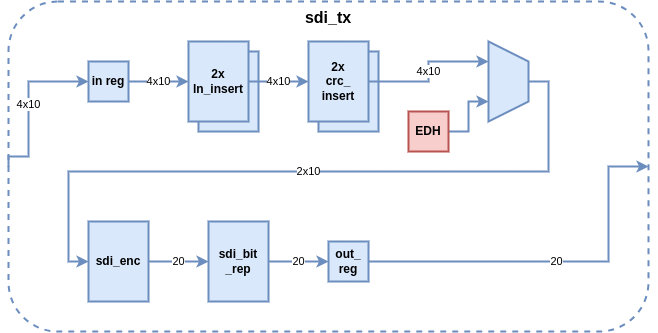 sdi_tx
4x10
in reg
4x10
2x
ln_insert
4x10
2x
crc_
insert
4x10
EDH
2x10
sdi_enc
20
sdi_bit
_rep
20
out_
reg
20